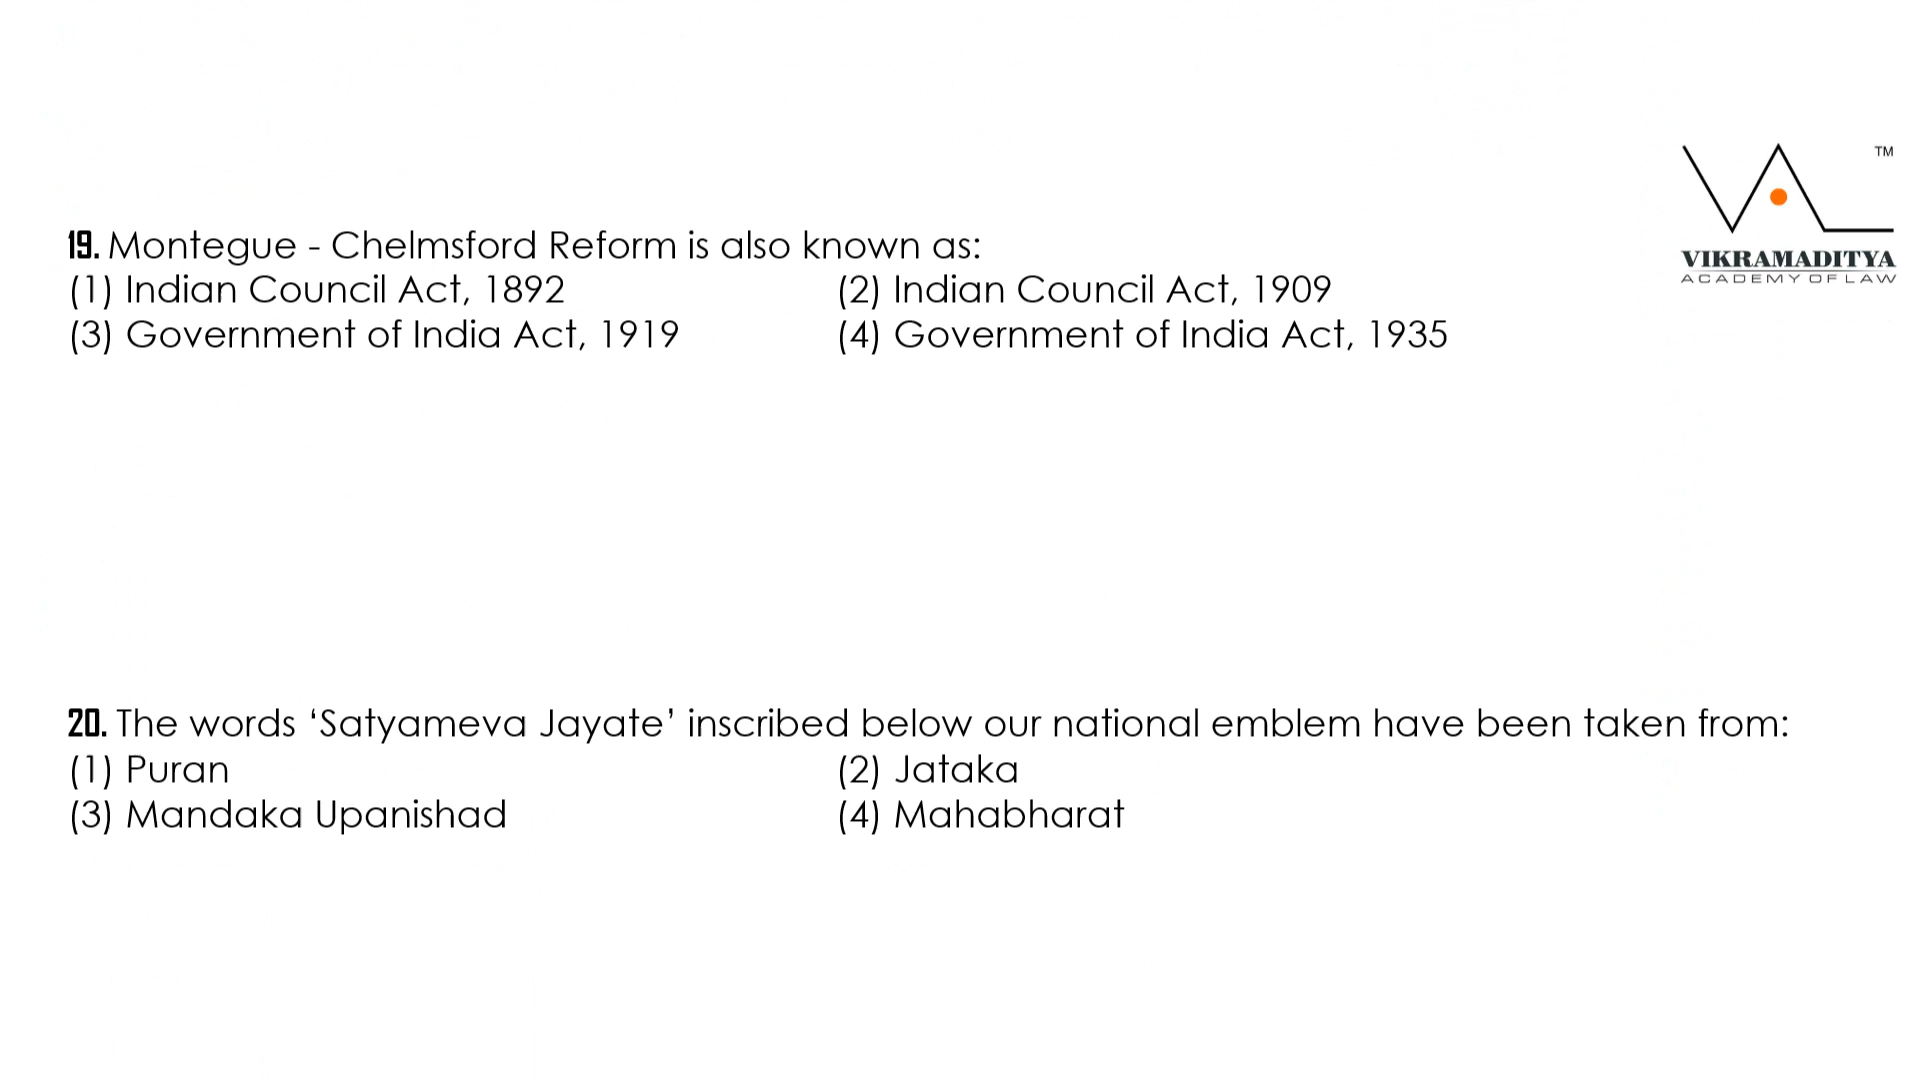 TM
VIKRAMADITYA
ACADEMY OF LAW
19. Montegue - Chelmsford Reform is also known as:
(1) Indian Council Act, 1892 (2) Indian Council Act, 1909
(3) Government of India Act, 1919 (4) Government of India Act, 1935
20. The words ‘Satyameva Jayate’ inscribed below our national emblem have been taken from:
(1) Puran (2) Jataka
(3) Mandaka Upanishad (4) Mahabharat